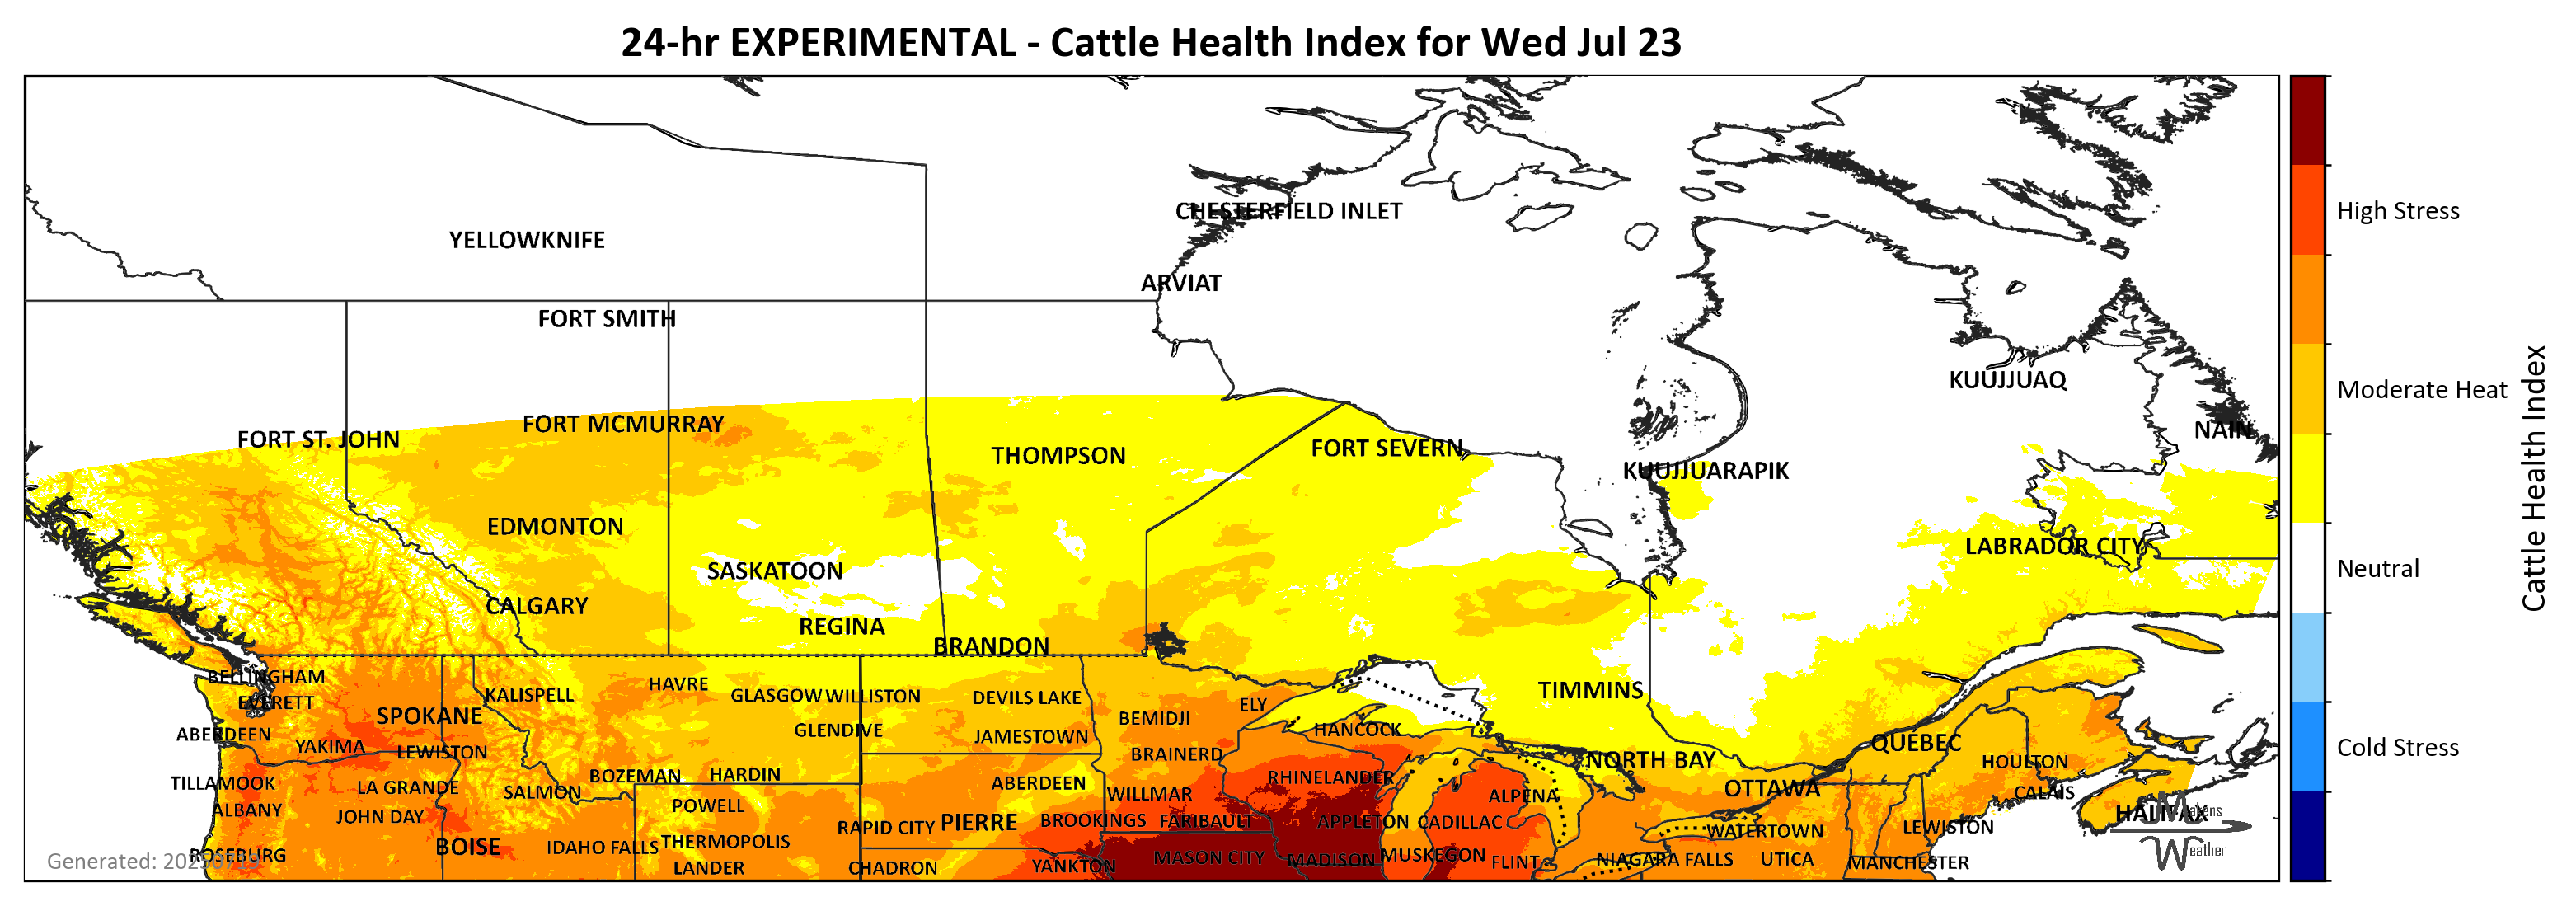 24-hr EXPERIMENTAL - Cattle Health Index for Wed Jul 23
CHESTERFIELD INLET
High Stress
YELLOWKNIFE
ARVIAT
FORT SMITH
KUUJJUAQ
Moderate Heat
FORT MCMURRAY
NAIN
FORT ST. JOHN
THOMPSON
FORT SEVERN
KUUJJUARAPIK
Cattle Health Index
EDMONTON
LABRADOR CITY
SASKATOON
Neutral
CALGARY
REGINA
BRANDON
BELLINGHAM
HAVRE
KALISPELL
GLASGOW
WILLISTON
DEVILS LAKE
TIMMINS
EVERETT
ELY
SPOKANE
BEMIDJI
GLENDIVE
HANCOCK
ABERDEEN
JAMESTOWN
QUEBEC
YAKIMA
LEWISTON
BRAINERD
NORTH BAY
Cold Stress
HOULTON
BOZEMAN
HARDIN
RHINELANDER
TILLAMOOK
LA GRANDE
SALMON
ABERDEEN
WILLMAR
ALPENA
OTTAWA
CALAIS
ALBANY
JOHN DAY
POWELL
HALIFAX
Makens
RAPID CITY
PIERRE
BROOKINGS
FARIBAULT
APPLETON
CADILLAC
WATERTOWN
LEWISTON
BOISE
IDAHO FALLS
THERMOPOLIS
Weather
ROSEBURG
MASON CITY
MADISON
MUSKEGON
FLINT
NIAGARA FALLS
UTICA
MANCHESTER
Generated:
LANDER
CHADRON
YANKTON